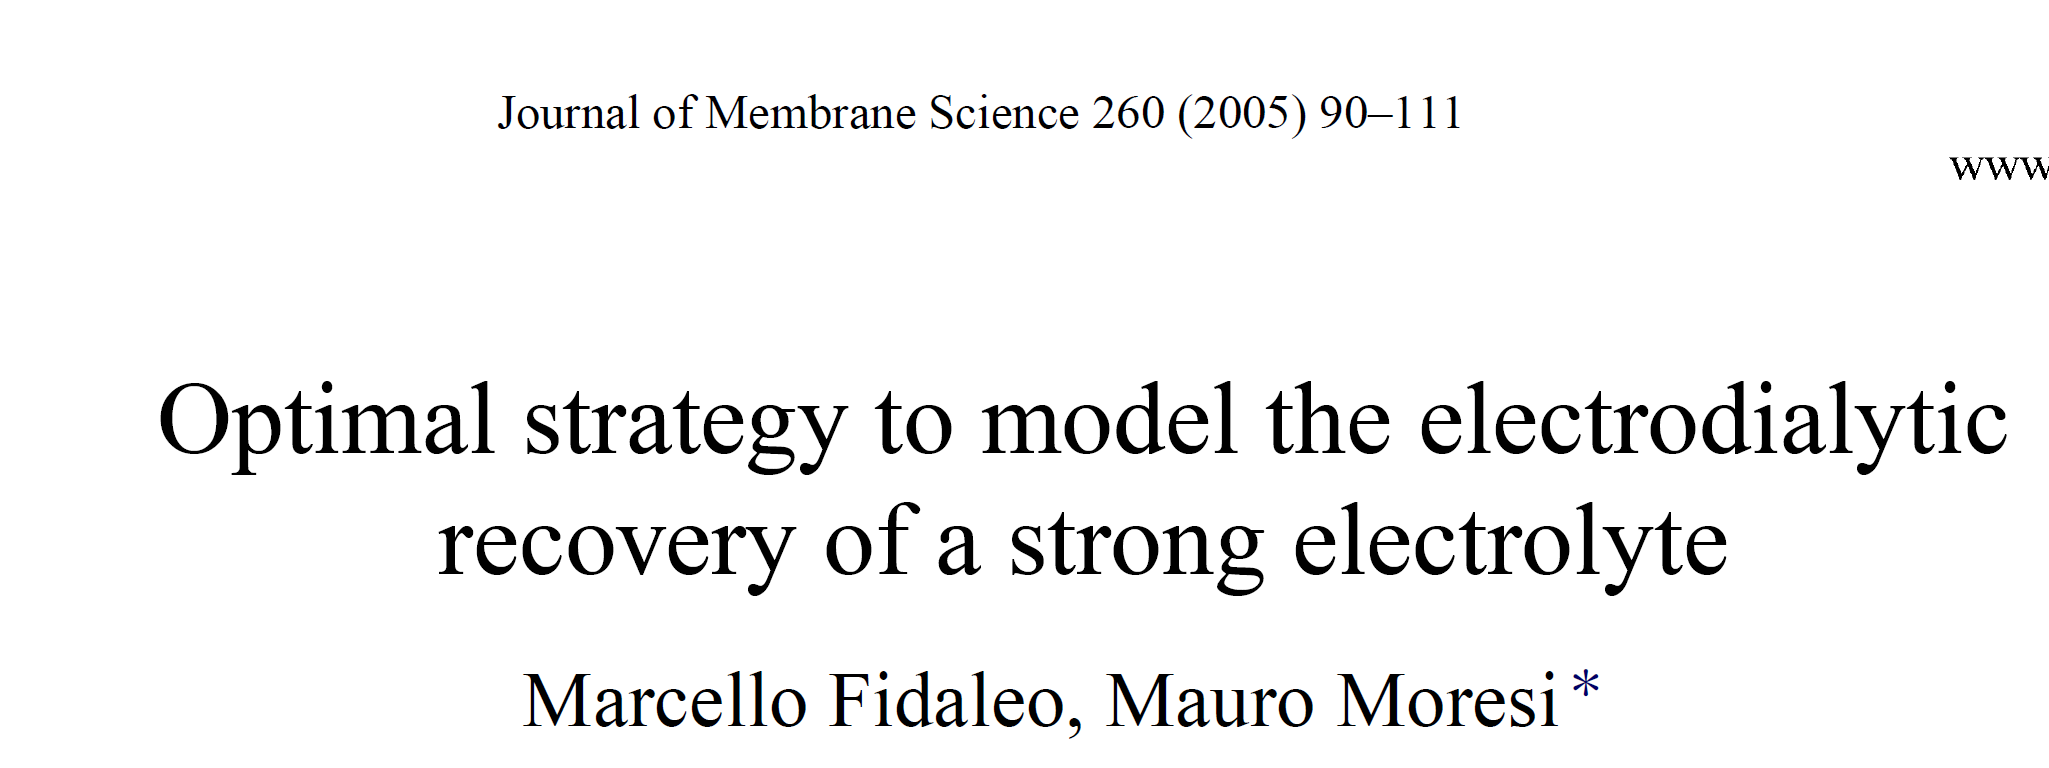 Journal of Membrane Science 260 (2005) 90–111
www
Optimal strategy to model the electrodialytic
recovery of a strong electrolyte
Marcello Fidaleo, Mauro Moresi*